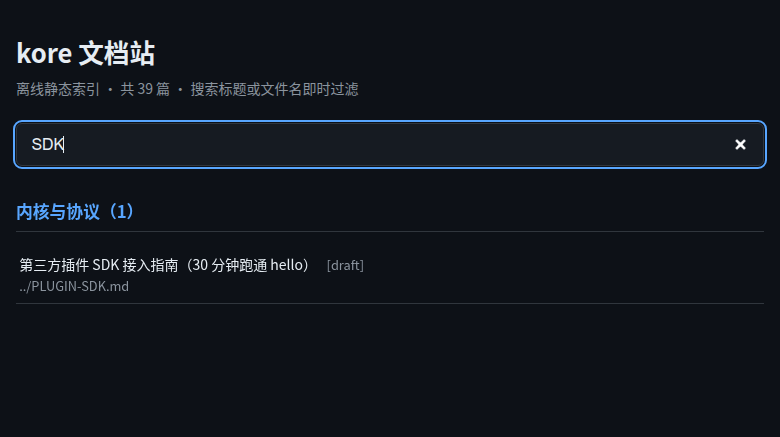 kore 文档站
离线静态索引 · 共 39 篇 · 搜索标题或文件名即时过滤
SDK
内核与协议（1）
第三方插件 SDK 接入指南（30 分钟跑通 hello） [draft]
../PLUGIN-SDK.md